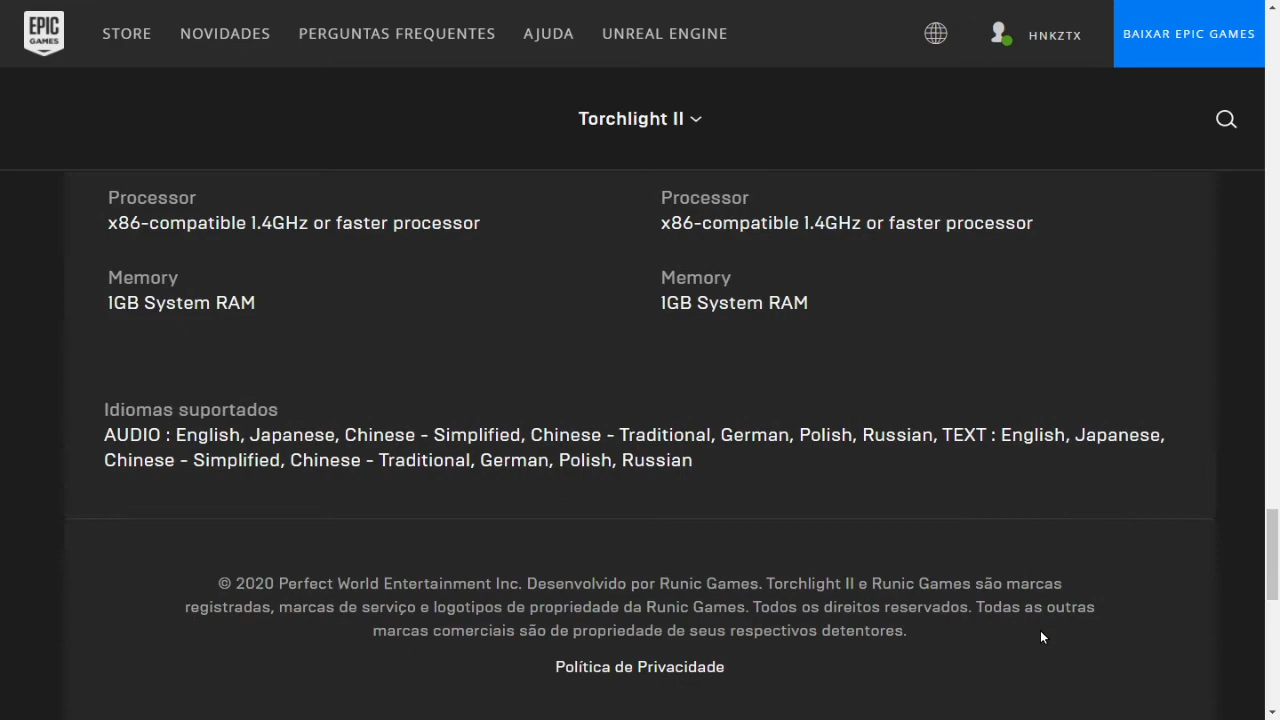 EPIC
GAMES
STORE NOVIDADES PERGUNTAS FREQUENTES AJUDA UNREAL ENGINE HNKZTX BAIXAR EPIC GAMES
Torchlight II
Processor
x86-compatible 1.4GHz or faster processor
Processor
x86-compatible 1.4GHz or faster processor
Memory
1GB System RAM
Memory
1GB System RAM
Idiomas suportados
AUDIO : English, Japanese, Chinese - Simplified, Chinese - Traditional, German, Polish, Russian, TEXT : English, Japanese,
Chinese - Simplified, Chinese - Traditional, German, Polish, Russian
© 2020 Perfect World Entertainment Inc. Desenvolvido por Runic Games. Torchlight II e Runic Games são marcas
registradas, marcas de serviço e logotipos de propriedade da Runic Games. Todos os direitos reservados. Todas as outras
marcas comerciais são de propriedade de seus respectivos detentores.
Política de Privacidade